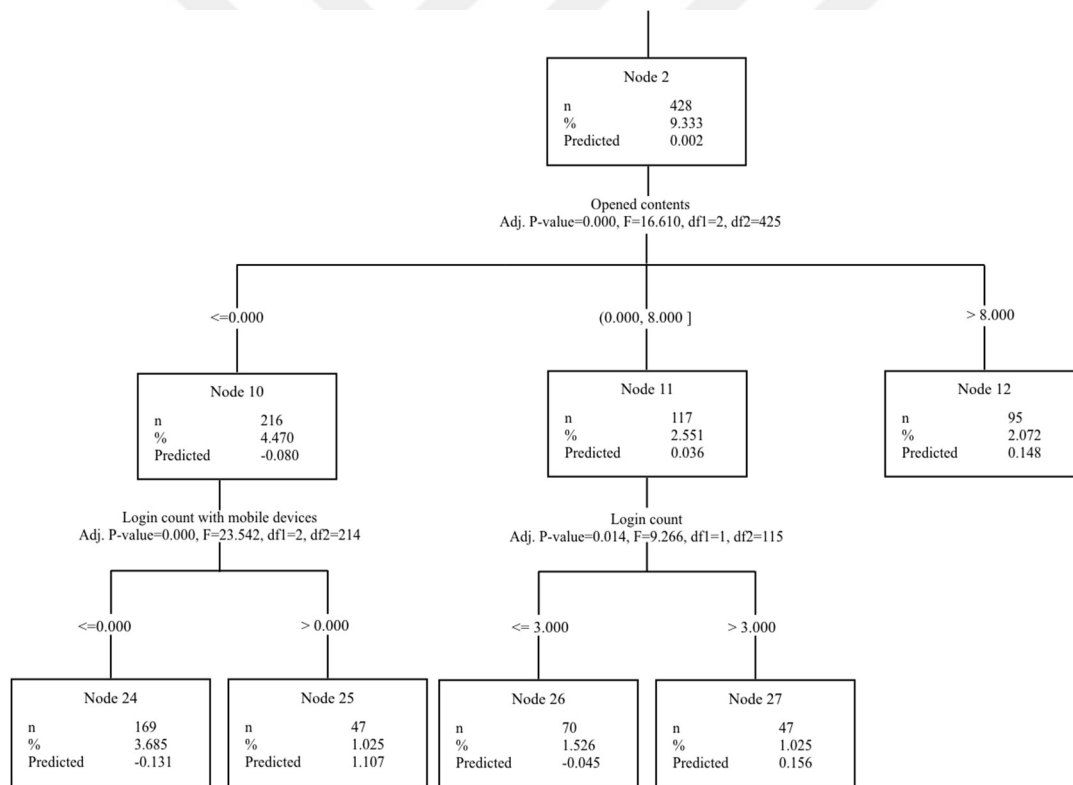 Node 2
n 428
% 9.333
Predicted 0.002
Opened contents
Adj. P-value=0.000, F=16.610, df1=2, df2=425
<=0.000
(0.000, 8.000 ]
> 8.000
Node 10
n 216
% 4.470
Predicted -0.080
Node 11
n 117
% 2.551
Predicted 0.036
Node 12
n 95
% 2.072
Predicted 0.148
Login count with mobile devices
Adj. P-value=0.000, F=23.542, df1=2, df2=214
Login count
Adj. P-value=0.014, F=9.266, df1=1, df2=115
<=0.000
> 0.000
<= 3.000
> 3.000
Node 24
n 169
% 3.685
Predicted -0.131
Node 25
n 47
% 1.025
Predicted 1.107
Node 26
n 70
% 1.526
Predicted -0.045
Node 27
n 47
% 1.025
Predicted 0.156